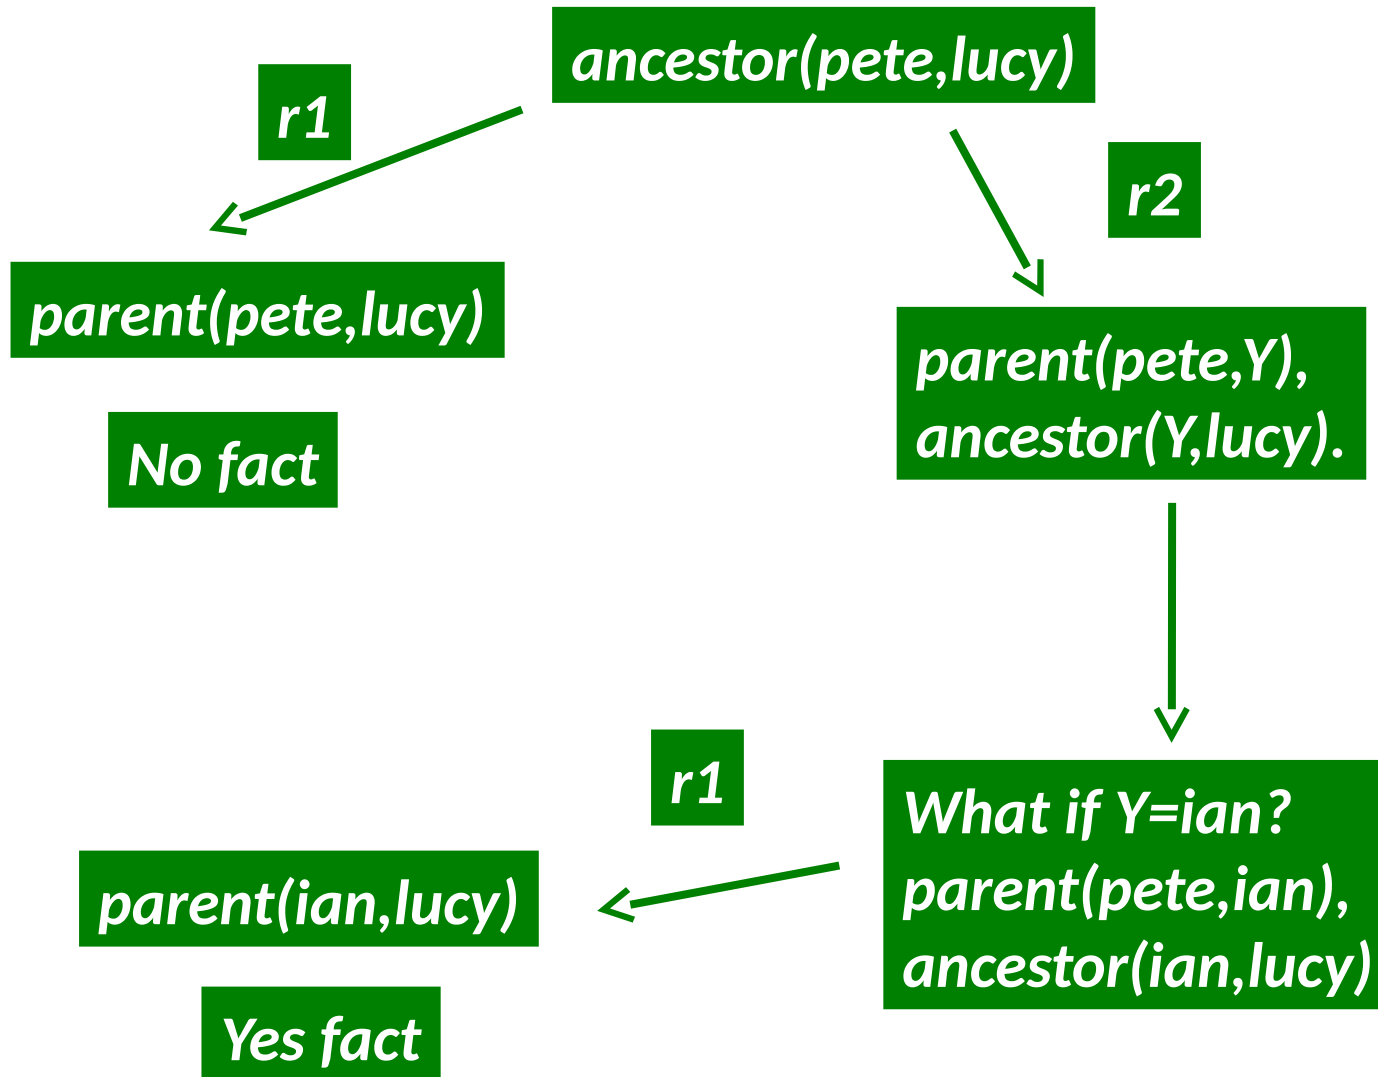 ancestor(pete,lucy)
r1
r2
parent(pete,lucy)
No fact
parent(pete,Y),
ancestor(Y,lucy).
What if Y=ian?
parent(pete,ian),
ancestor(ian,lucy)
r1
parent(ian,lucy)
Yes fact